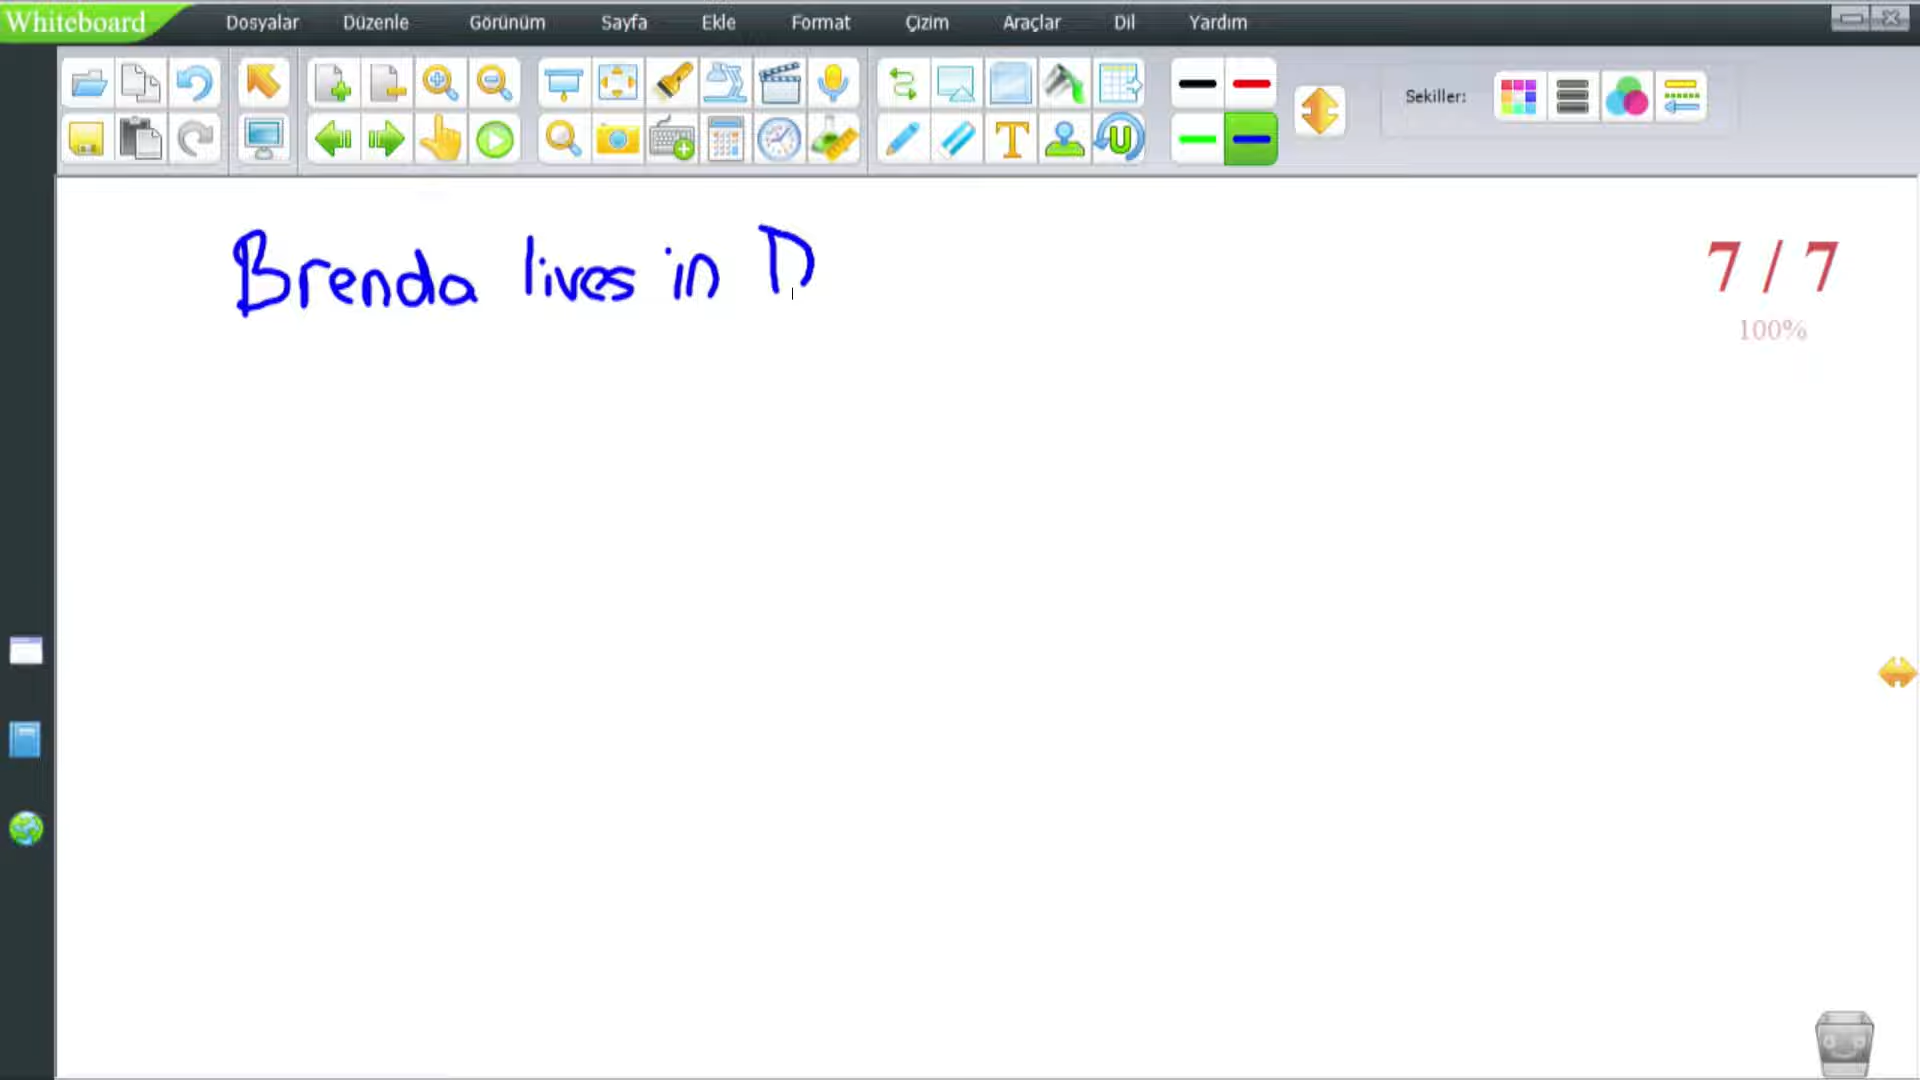 Whiteboard Dosyalar Düzenle Görünüm Sayfa Ekle Format Çizim Araçlar Dil Yardım
Sekiller:
Brenda lives in D
7 / 7
100%